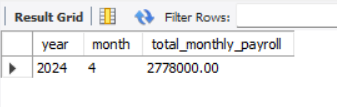 Result Grid Filter Rows:
year month total_monthly_payroll
2024 4 2778000.00